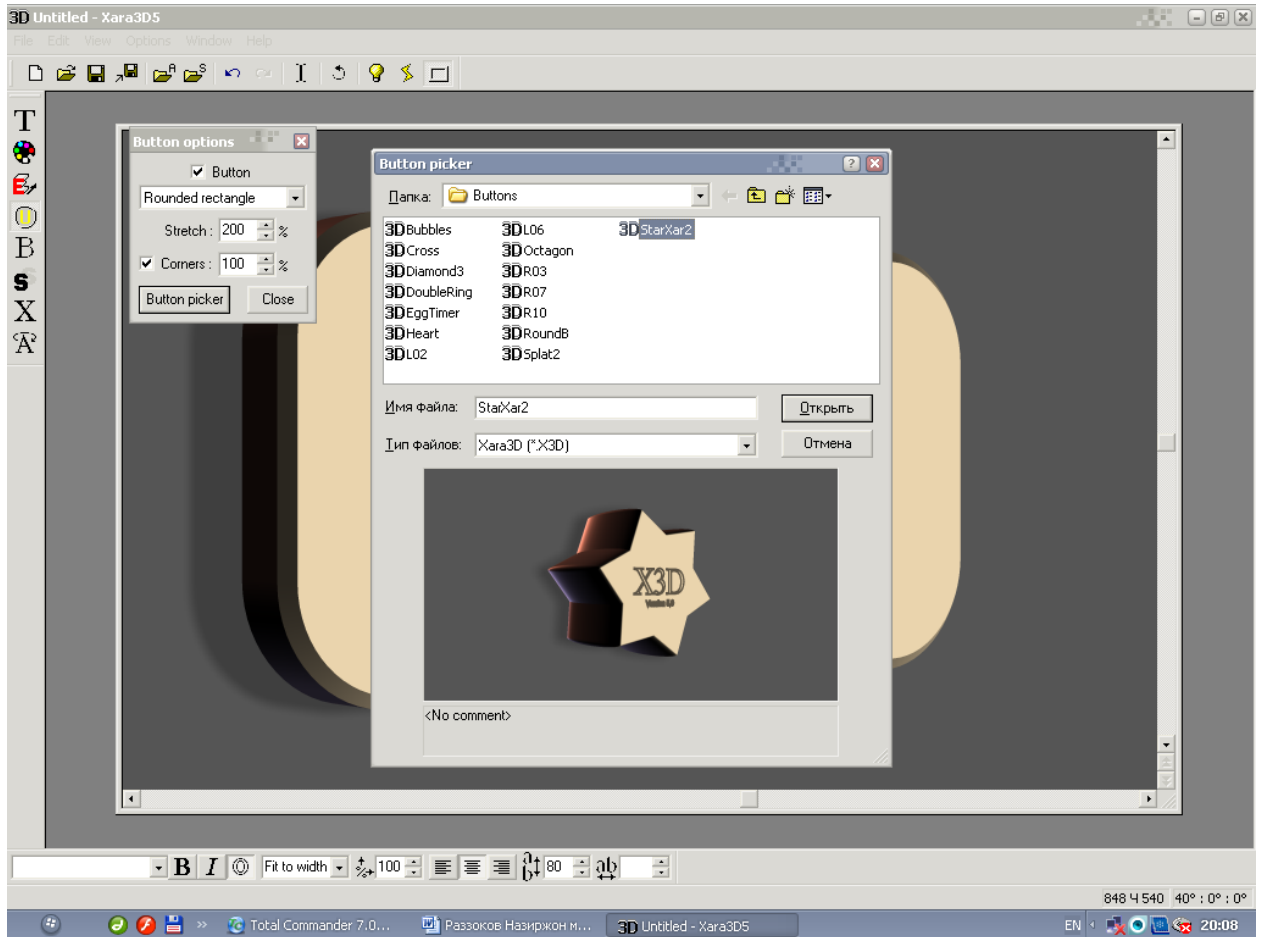 3D Untitled - Xara3D5
File Edit View Options Window Help
Button options
Button
Rounded rectangle
Stretch : 200 %
Corners : 100 %
Button picker Close
Button picker
Папка: Buttons
3D Bubbles 3D L06 3D StarXar2
3D Cross 3D Octagon
3D Diamond3 3D R03
3D DoubleRing 3D R07
3D EggTimer 3D R10
3D Heart 3D RoundB
3D L02 3D Splat2
Имя файла: StarXar2 Открыть
Тип файлов: Xara3D (*.X3D) Отмена
X3D
<No comment>
B I Fit to width 100 80 ab
848 Ч 540 40° : 0° : 0°
Total Commander 7.0... Раззоков Назиржон м... 3D Untitled - Xara3D5 EN 20:08